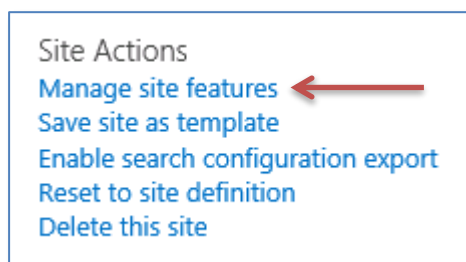 Site Actions
Manage site features
Save site as template
Enable search configuration export
Reset to site definition
Delete this site